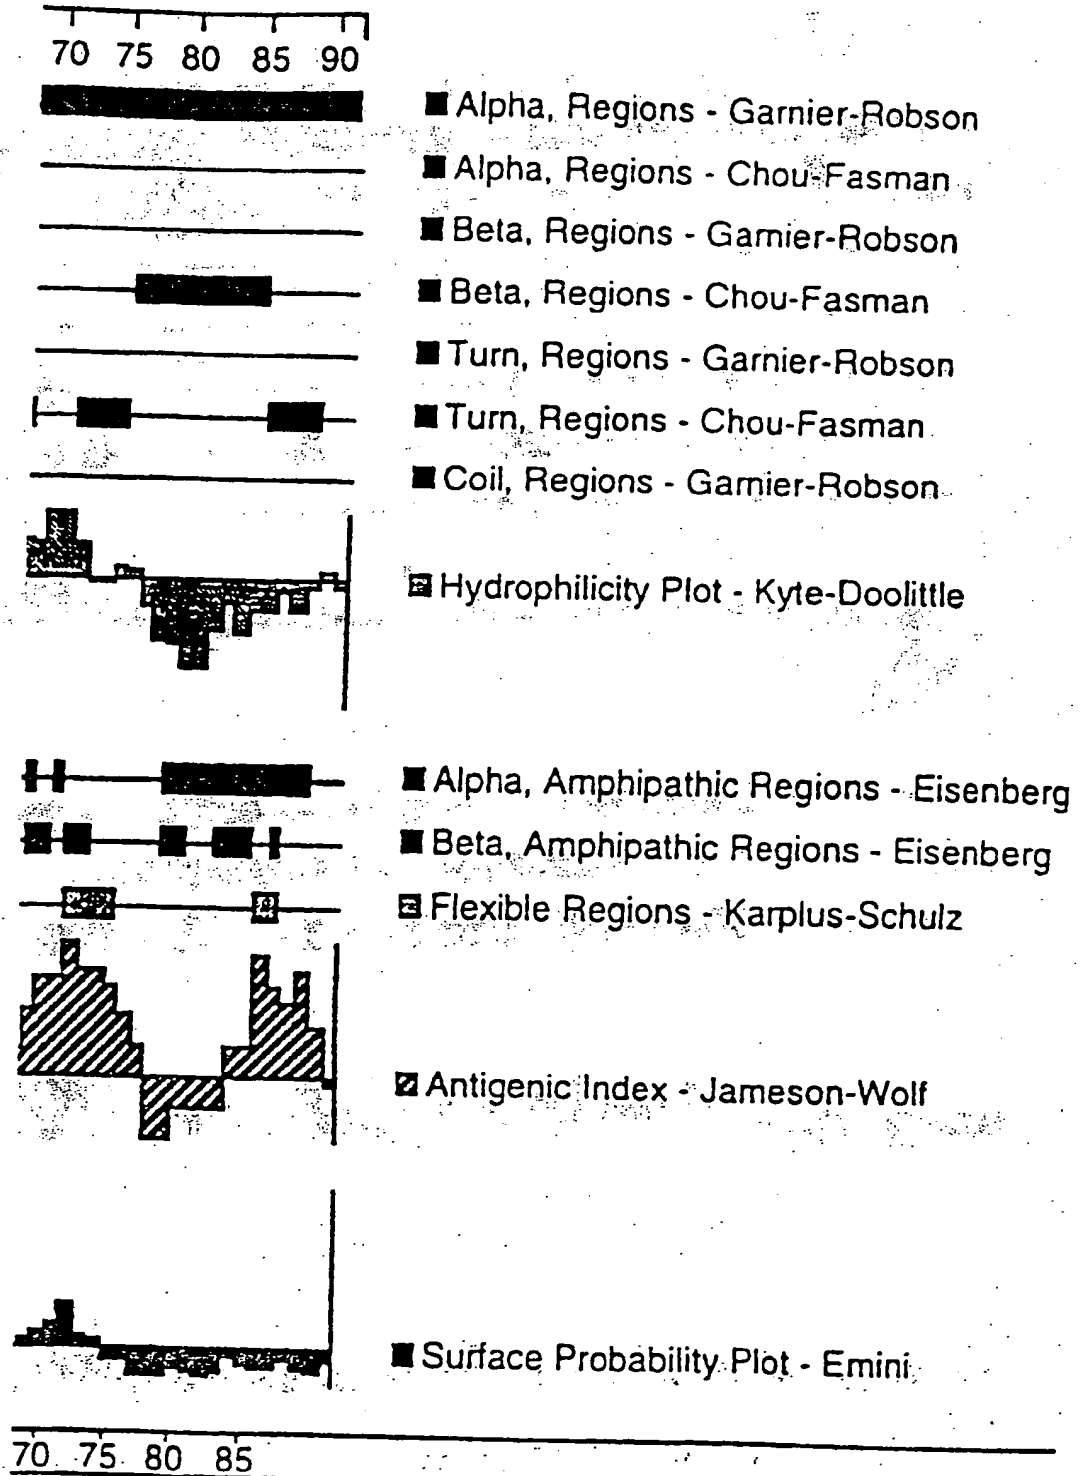 70 75 80 85 90
Alpha, Regions - Garnier-Robson
Alpha, Regions - Chou-Fasman
Beta, Regions - Garnier-Robson
Beta, Regions - Chou-Fasman
Turn, Regions - Garnier-Robson
Turn, Regions - Chou-Fasman
Coil, Regions - Garnier-Robson
Hydrophilicity Plot - Kyte-Doolittle
Alpha, Amphipathic Regions - Eisenberg
Beta, Amphipathic Regions - Eisenberg
Flexible Regions - Karplus-Schulz
Antigenic Index - Jameson-Wolf
Surface Probability Plot - Emini
70 75 80 85